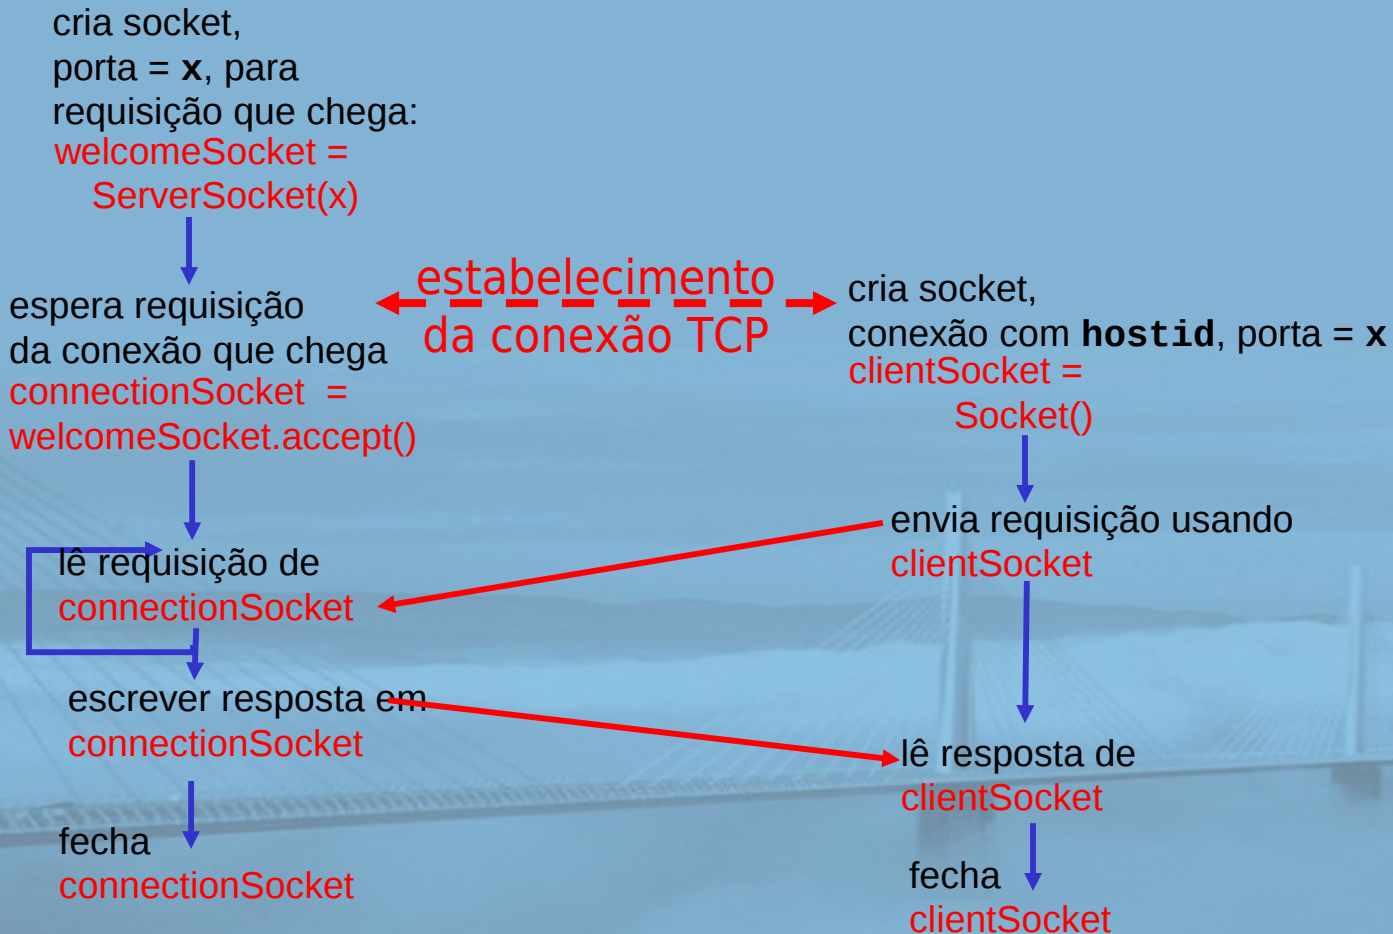 cria socket,
porta = x, para
requisição que chega:
welcomeSocket =
ServerSocket(x)
espera requisição
da conexão que chega
connectionSocket =
welcomeSocket.accept()
estabelecimento
da conexão TCP
cria socket,
conexão com hostid, porta = x
clientSocket =
Socket()
lê requisição de
connectionSocket
envia requisição usando
clientSocket
escrever resposta em
connectionSocket
lê resposta de
clientSocket
fecha
connectionSocket
fecha
clientSocket